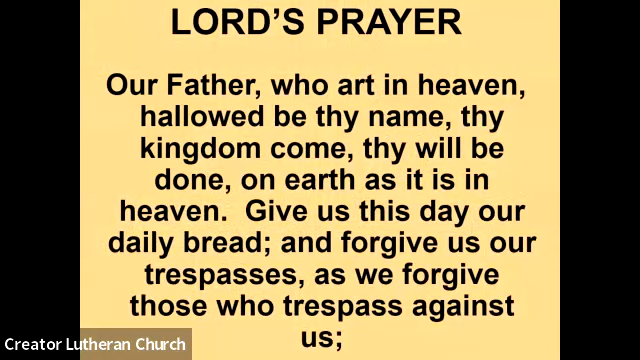 LORD’S PRAYER
Our Father, who art in heaven,
hallowed be thy name, thy
kingdom come, thy will be
done, on earth as it is in
heaven.  Give us this day our
daily bread; and forgive us our
trespasses, as we forgive
those who trespass against
us;
Creator Lutheran Church